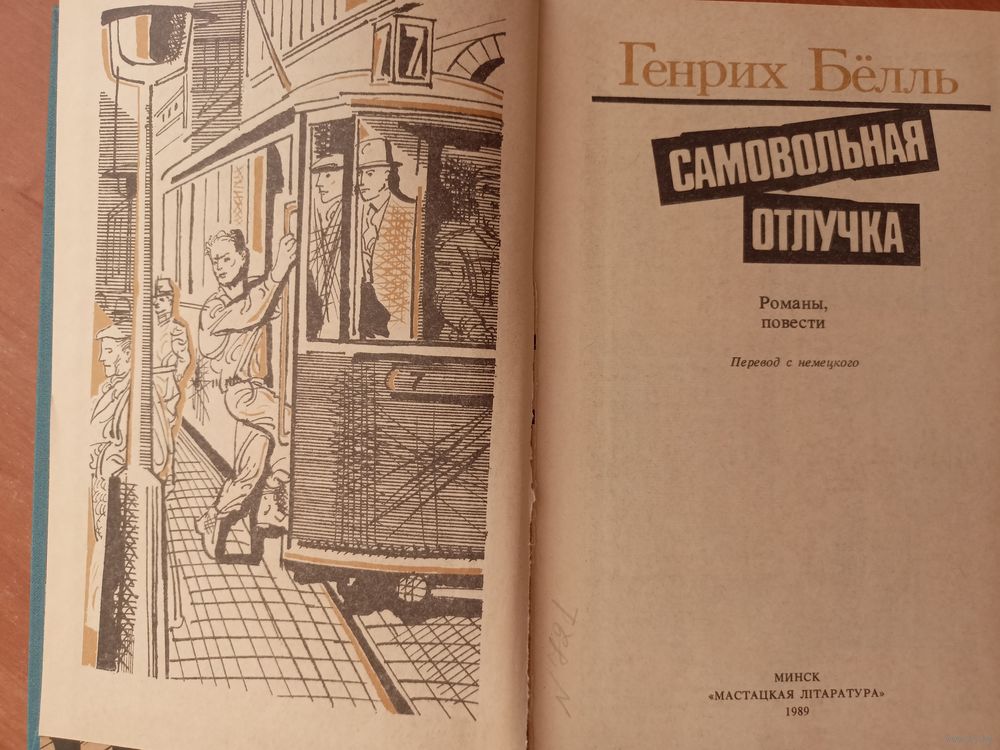 17
7
Генрих Бёлль
САМОВОЛЬНАЯ
ОТЛУЧКА
Романы,
повести
Перевод с немецкого
МИНСК
«МАСТАЦКАЯ ЛІТАРАТУРА»
1989